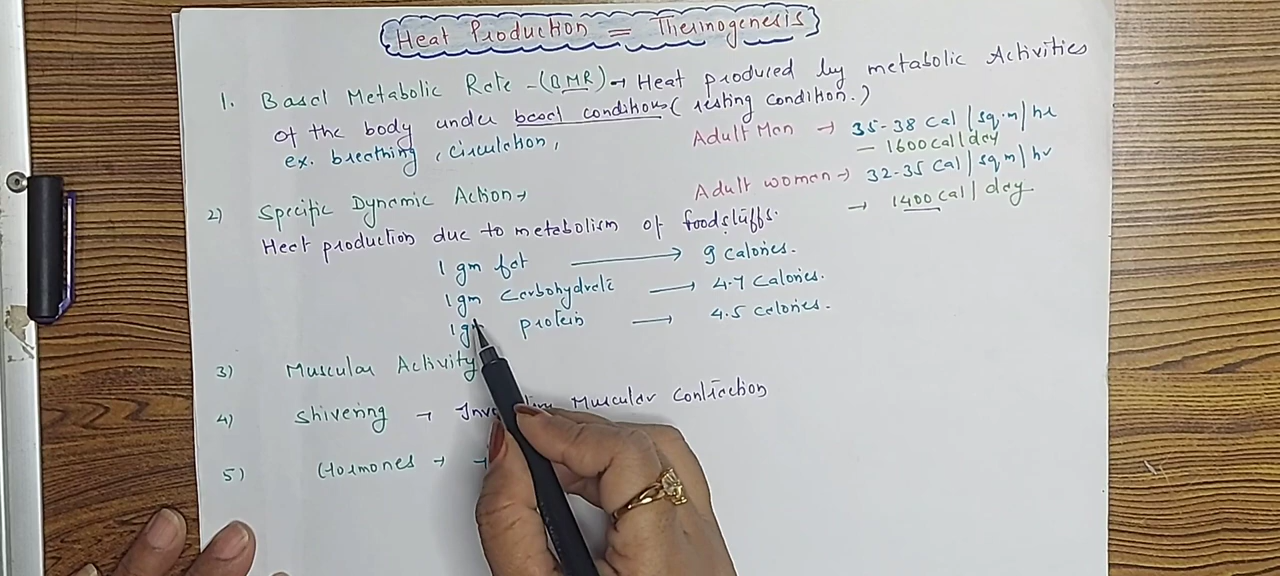 Heat Production = Thermogenesis
1. Basal Metabolic Rate - (BMR) → Heat produced by metabolic Activities
of the body under basal conditions (resting condition.)
ex. breathing, circulation,
Adult Man → 35-38 Cal / sq.m / hr
- 1600 cal / day
2) Specific Dynamic Action →
Adult women → 32-35 Cal / sq m / hr
→ 1400 cal / day
Heat production due to metabolism of foodstuffs.
1 gm fat → 9 calories.
1 gm Carbohydrate → 4.7 Calories.
1 gm protein → 4.5 calories.
3) Muscular Activity
4) Shivering → Muscular Contraction
5) Hormones →